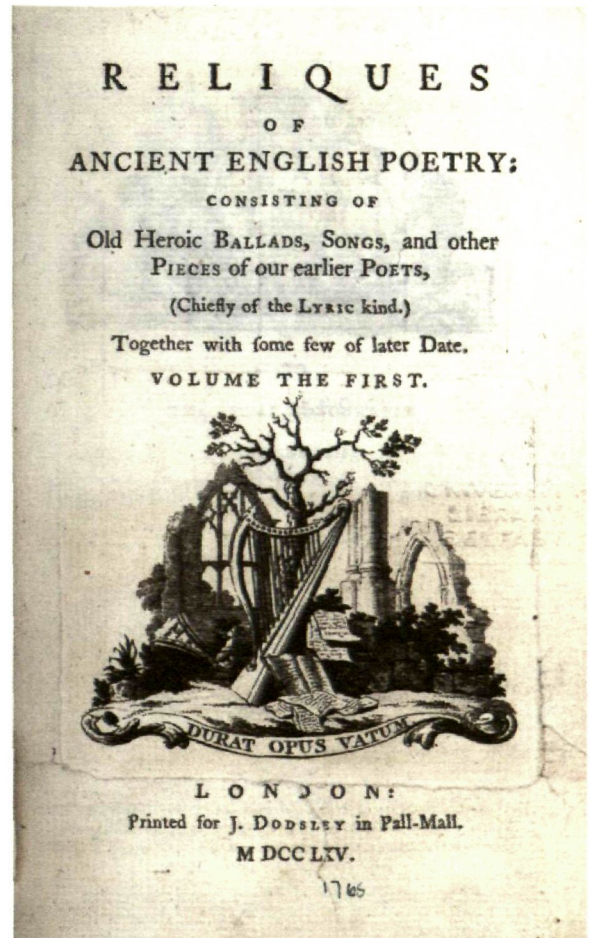 RELIQUES
OF
ANCIENT ENGLISH POETRY:
CONSISTING OF
Old Heroic BALLADS, SONGS, and other
PIECES of our earlier POETS,
(Chiefly of the LYRIC kind.)
Together with ſome few of later Date.
VOLUME THE FIRST.
DURAT OPUS VATUM
LONDON:
Printed for J. DODSLEY in Pall-Mall.
M DCC LXV.
1765